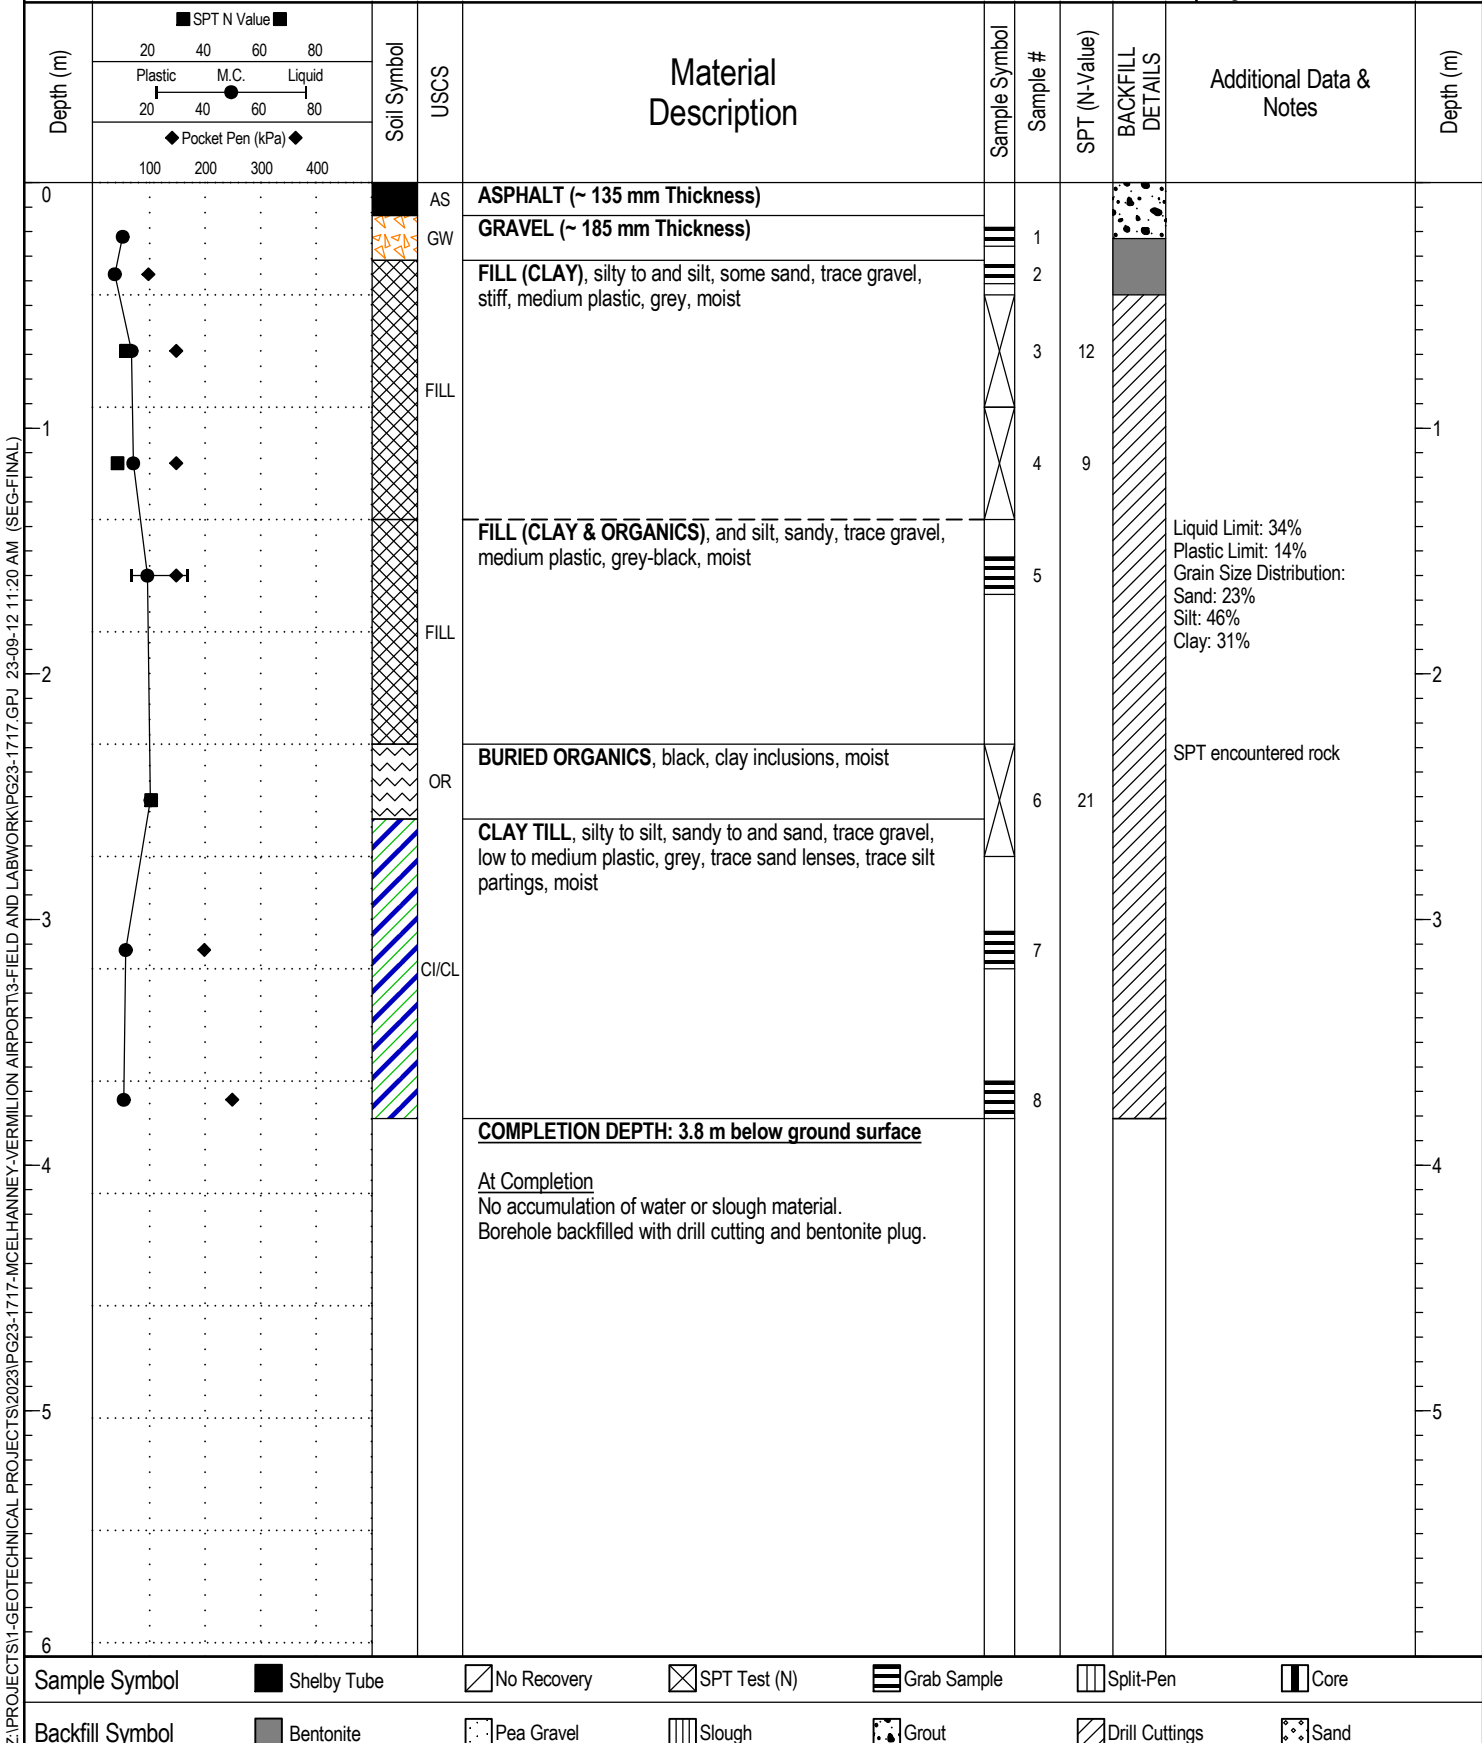 ■ SPT N Value ■
20 40 60 80
Plastic M.C. Liquid
20 40 60 80
◆ Pocket Pen (kPa) ◆
100 200 300 400
Depth (m)
Soil Symbol
USCS
Material
Description
Sample Symbol
Sample #
SPT (N-Value)
BACKFILL
DETAILS
Additional Data &
Notes
Depth (m)
0
AS
ASPHALT (~ 135 mm Thickness)
GW
GRAVEL (~ 185 mm Thickness)
1
FILL (CLAY), silty to and silt, some sand, trace gravel,
stiff, medium plastic, grey, moist
2
3 12
FILL
1
1
4 9
FILL (CLAY & ORGANICS), and silt, sandy, trace gravel,
medium plastic, grey-black, moist
5
Liquid Limit: 34%
Plastic Limit: 14%
Grain Size Distribution:
Sand: 23%
Silt: 46%
Clay: 31%
FILL
2
2
BURIED ORGANICS, black, clay inclusions, moist
SPT encountered rock
OR
6 21
CLAY TILL, silty to silt, sandy to and sand, trace gravel,
low to medium plastic, grey, trace sand lenses, trace silt
partings, moist
3
3
7
CI/CL
8
COMPLETION DEPTH: 3.8 m below ground surface
4
4
At Completion
No accumulation of water or slough material.
Borehole backfilled with drill cutting and bentonite plug.
5
5
6
Z:\PROJECTS\1-GEOTECHNICAL PROJECTS\2023\PG23-1717-MCELHANNEY-VERMILION AIRPORT\3-FIELD AND LABWORK\PG23-1717.GPJ 23-09-12 11:20 AM (SEG-FINAL)
Sample Symbol Shelby Tube No Recovery SPT Test (N) Grab Sample Split-Pen Core
Backfill Symbol Bentonite Pea Gravel Slough Grout Drill Cuttings Sand